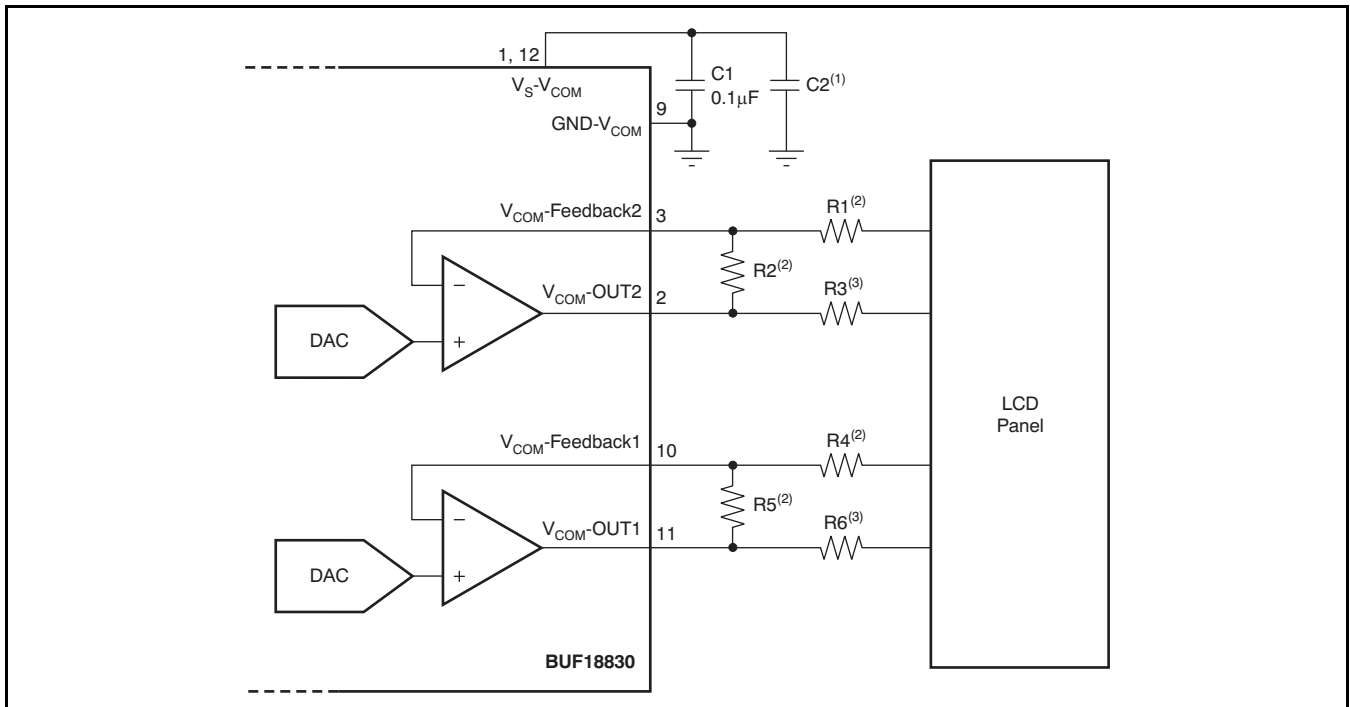 1, 12
V_S-V_COM
C1
0.1μF
C2(1)
9
GND-V_COM
V_COM-Feedback2
3
R1(2)
R2(2)
V_COM-OUT2
2
R3(3)
−
DAC
+
LCD
Panel
V_COM-Feedback1
10
R4(2)
R5(2)
V_COM-OUT1
11
R6(3)
−
DAC
+
BUF18830